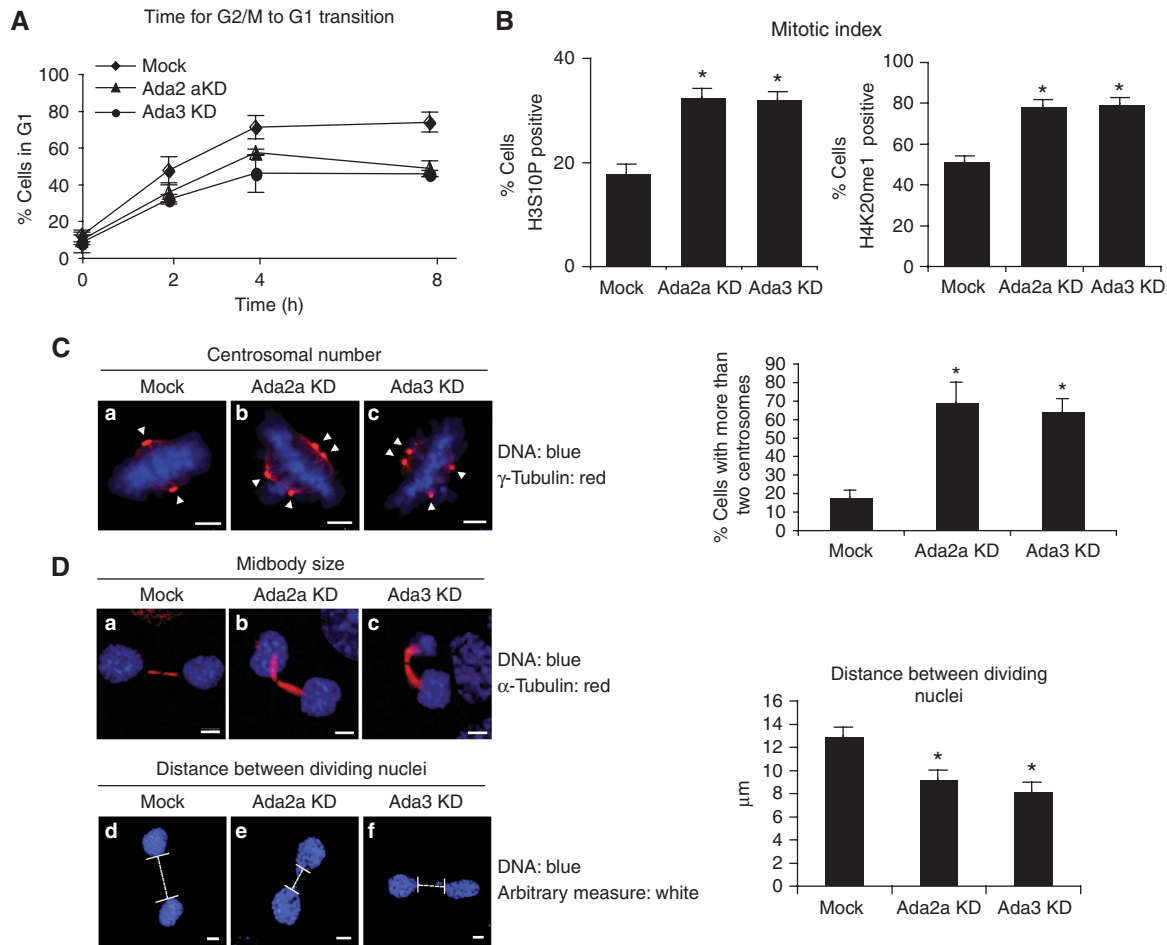 A
Time for G2/M to G1 transition
Mock
Ada2 aKD
Ada3 KD
% Cells in G1
100
80
60
40
20
0
0 2 4 8
Time (h)
B
Mitotic index
% Cells
H3S10P positive
40
20
0
*
*
Mock Ada2a KD Ada3 KD
% Cells
H4K20me1 positive
100
80
60
40
20
0
*
*
Mock Ada2a KD Ada3 KD
C
Centrosomal number
Mock Ada2a KD Ada3 KD
a b c
DNA: blue
γ-Tubulin: red
% Cells with more than
two centrosomes
90
80
70
60
50
40
30
20
10
0
*
*
Mock Ada2a KD Ada3 KD
D
Midbody size
Mock Ada2a KD Ada3 KD
a b c
DNA: blue
α-Tubulin: red
Distance between dividing nuclei
Mock Ada2a KD Ada3 KD
d e f
DNA: blue
Arbitrary measure: white
Distance between dividing
nuclei
μm
16
14
12
10
8
6
4
2
0
*
*
Mock Ada2a KD Ada3 KD